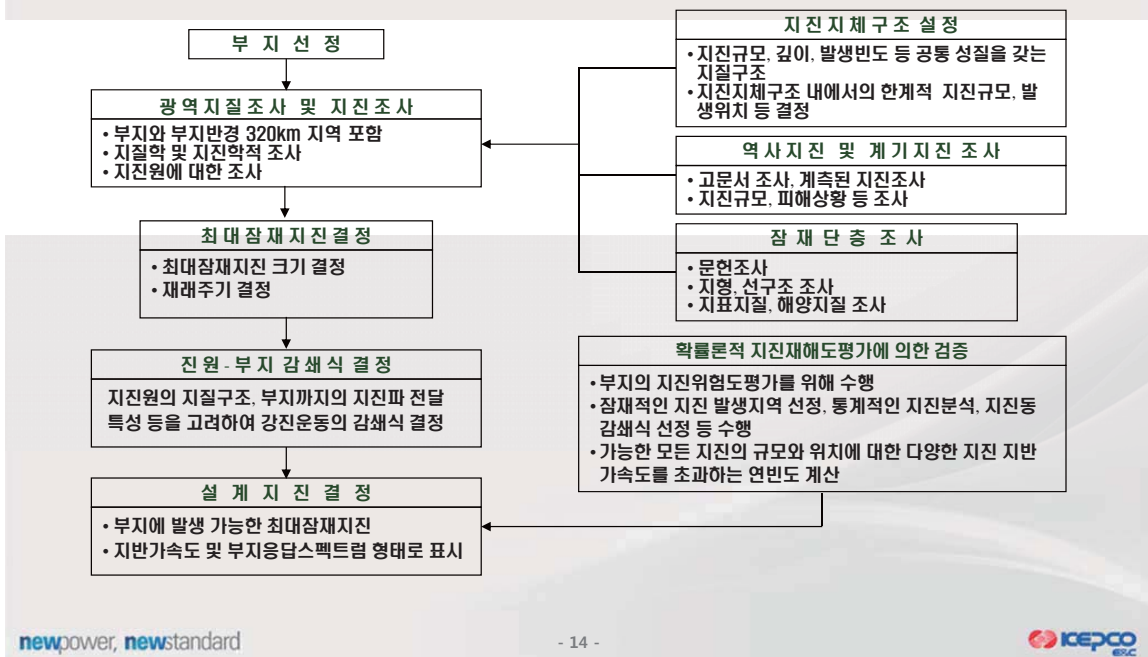 부 지 선 정
광역지질조사 및 지진조사
• 부지와 부지반경 320km 지역 포함
• 지질학 및 지진학적 조사
• 지진원에 대한 조사
최대잠재지진결정
• 최대잠재지진 크기 결정
• 재래주기 결정
진원-부지 감쇄식 결정
지진원의 지질구조, 부지까지의 지진파 전달
특성 등을 고려하여 강진운동의 감쇄식 결정
설 계 지 진 결 정
• 부지에 발생 가능한 최대잠재지진
• 지반가속도 및 부지응답스펙트럼 형태로 표시
지진지체구조 설정
• 지진규모, 깊이, 발생빈도 등 공통 성질을 갖는
지질구조
• 지진지체구조 내에서의 한계적 지진규모, 발
생위치 등 결정
역사지진 및 계기지진 조사
• 고문서 조사, 계측된 지진조사
• 지진규모, 피해상황 등 조사
잠 재 단 층 조 사
• 문헌조사
• 지형, 선구조 조사
• 지표지질, 해양지질 조사
확률론적 지진재해도평가에 의한 검증
• 부지의 지진위험도평가를 위해 수행
• 잠재적인 지진 발생지역 선정, 통계적인 지진분석, 지진동
감쇄식 선정 등 수행
• 가능한 모든 지진의 규모와 위치에 대한 다양한 지진 지반
가속도를 초과하는 연빈도 계산
newpower, newstandard
- 14 -
KEPCO
E&C